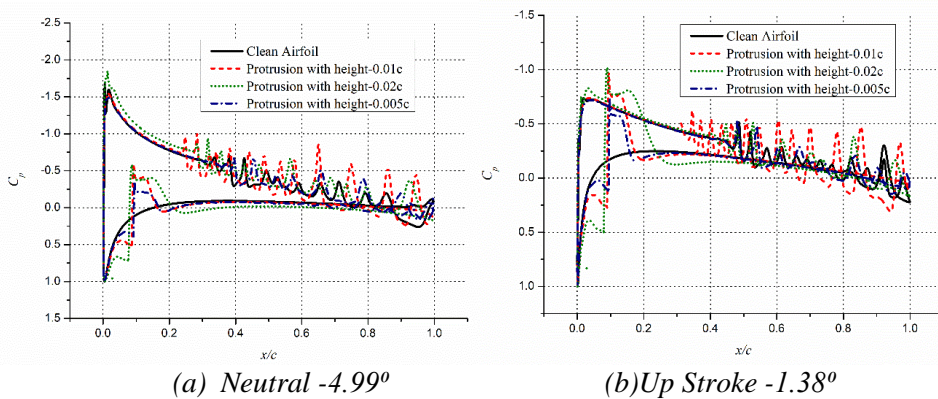 -2.5
-2.0
-1.5
-1.0
-0.5
0.0
0.5
1.0
1.5
Cp
0.0 0.2 0.4 0.6 0.8 1.0
x/c
Clean Airfoil
Protrusion with height-0.01c
Protrusion with height-0.02c
Protrusion with height-0.005c
(a) Neutral -4.99⁰
-1.5
-1.0
-0.5
0.0
0.5
1.0
Cp
0.0 0.2 0.4 0.6 0.8 1.0
x/c
Clean Airfoil
Protrusion with height-0.01c
Protrusion with height-0.02c
Protrusion with height-0.005c
(b)Up Stroke -1.38⁰